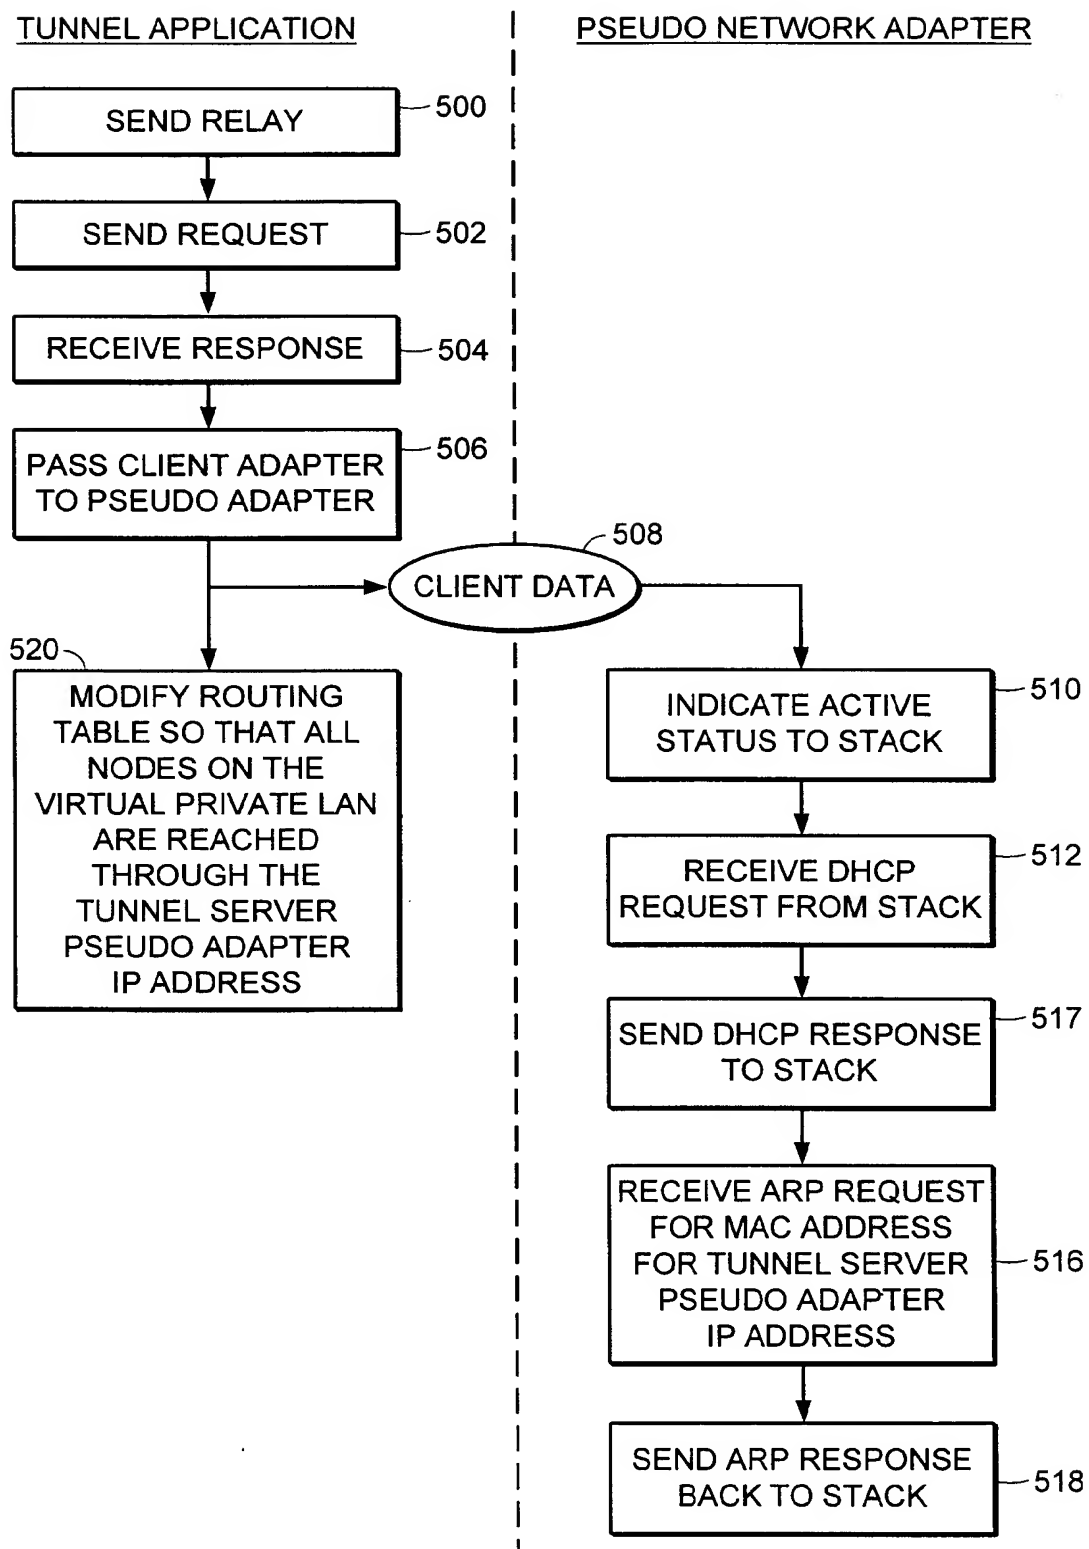 TUNNEL APPLICATION
PSEUDO NETWORK ADAPTER
SEND RELAY
500
SEND REQUEST
502
RECEIVE RESPONSE
504
PASS CLIENT ADAPTER
TO PSEUDO ADAPTER
506
CLIENT DATA
508
520
MODIFY ROUTING
TABLE SO THAT ALL
NODES ON THE
VIRTUAL PRIVATE LAN
ARE REACHED
THROUGH THE
TUNNEL SERVER
PSEUDO ADAPTER
IP ADDRESS
INDICATE ACTIVE
STATUS TO STACK
510
RECEIVE DHCP
REQUEST FROM STACK
512
SEND DHCP RESPONSE
TO STACK
517
RECEIVE ARP REQUEST
FOR MAC ADDRESS
FOR TUNNEL SERVER
PSEUDO ADAPTER
IP ADDRESS
516
SEND ARP RESPONSE
BACK TO STACK
518